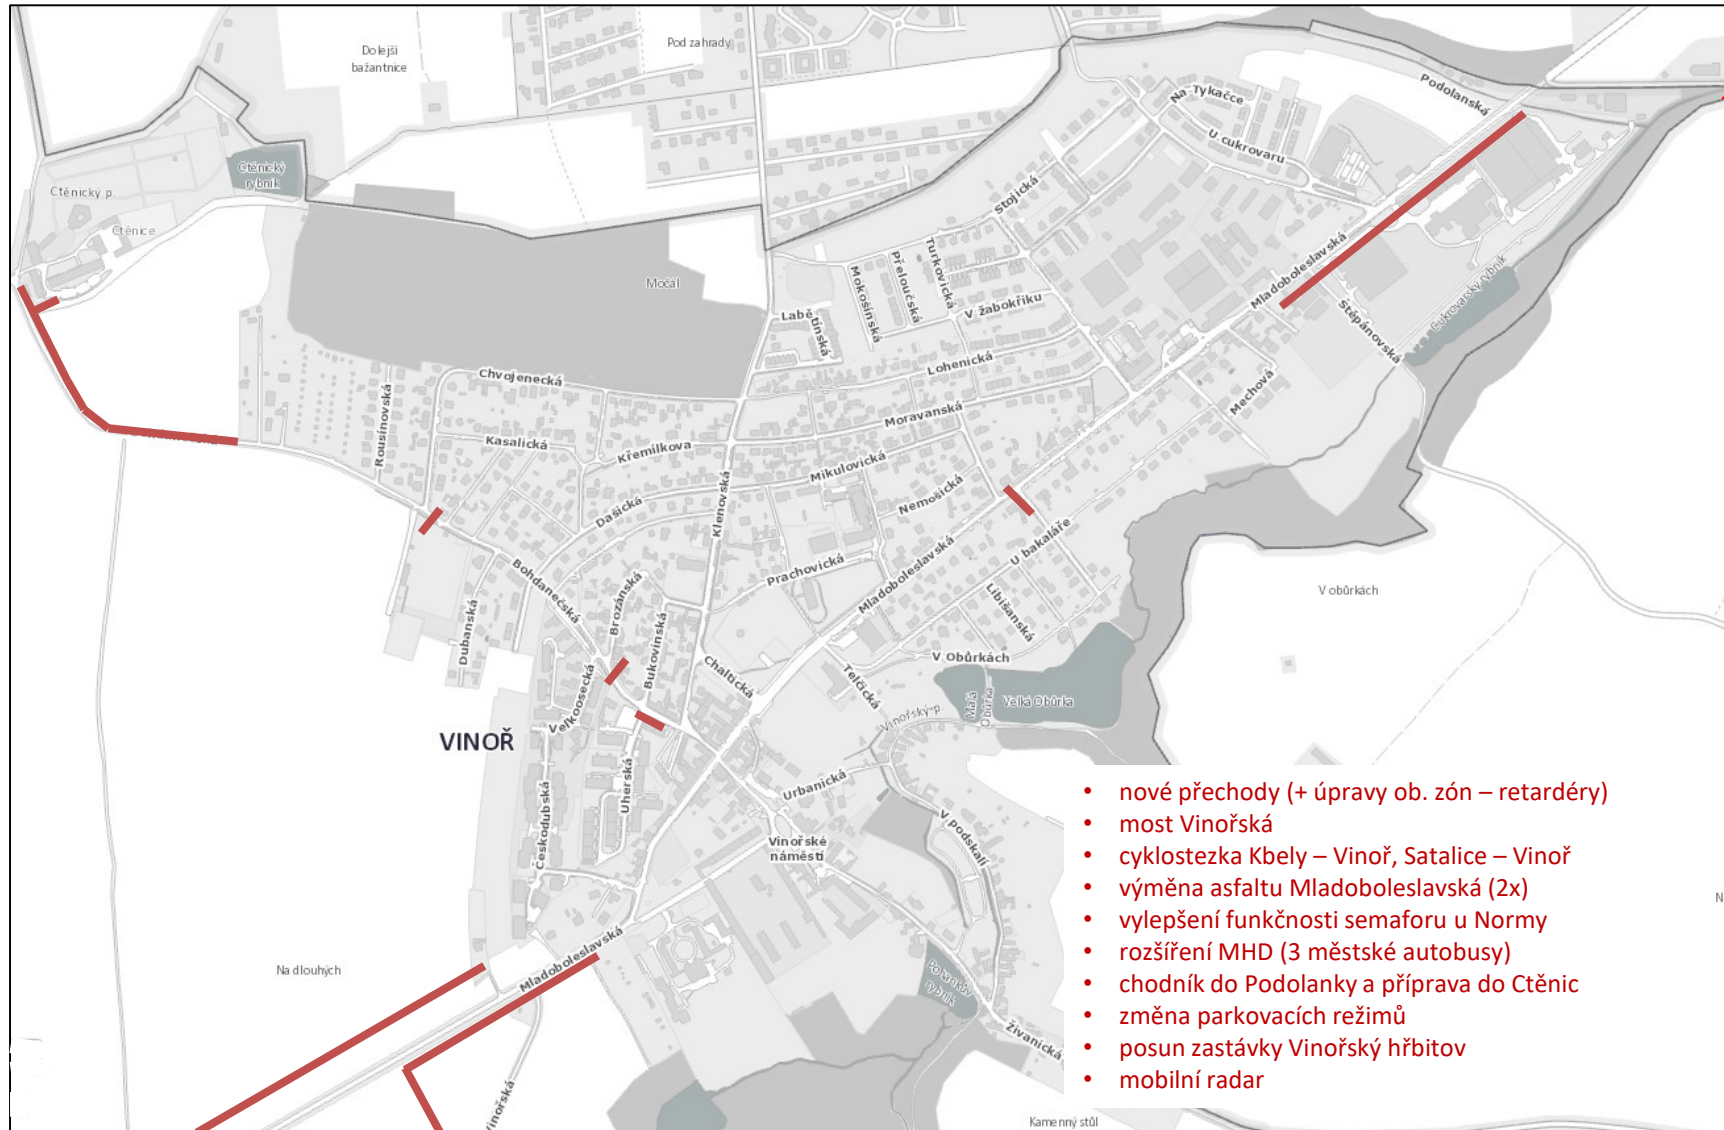 Dolejší
bažantnice
Pod zahrady
Podolanská
Na Tykačce
U cukrovaru
Ctěnický
rybník
Ctěnický p.
Ctěnice
Stojická
Turkovická
Přeloučská
Mokošínská
Močál
V žabokřiku
Labětínská
Mladoboleslavská
Cukrovarský rybník
Štěpánovská
Lohenická
Mechová
Chvojenecká
Rousínovská
Moravanská
Kasalická
Křemílkova
Mikulovická
Nemošická
Dašická
Klenovská
U bakaláře
Mladoboleslavská
Prachovická
Bohdanečská
Brozánská
Libišanská
V obůrkách
Dubanská
Bukovinská
Chaltická
V Obůrkách
Telčická
Velkoosecká
Malá
Obůrka
Velká Obůrka
Vinořský p.
VINOŘ
Uherská
Českodubská
Urbanická
V podskalí
Vinořské
náměstí
Mladoboleslavská
Na dlouhých
rybník
Živanická
Vinořská
Kamenný stůl
N
• nové přechody (+ úpravy ob. zón – retardéry)
• most Vinořská
• cyklostezka Kbely – Vinoř, Satalice – Vinoř
• výměna asfaltu Mladoboleslavská (2x)
• vylepšení funkčnosti semaforu u Normy
• rozšíření MHD (3 městské autobusy)
• chodník do Podolanky a příprava do Ctěnic
• změna parkovacích režimů
• posun zastávky Vinořský hřbitov
• mobilní radar